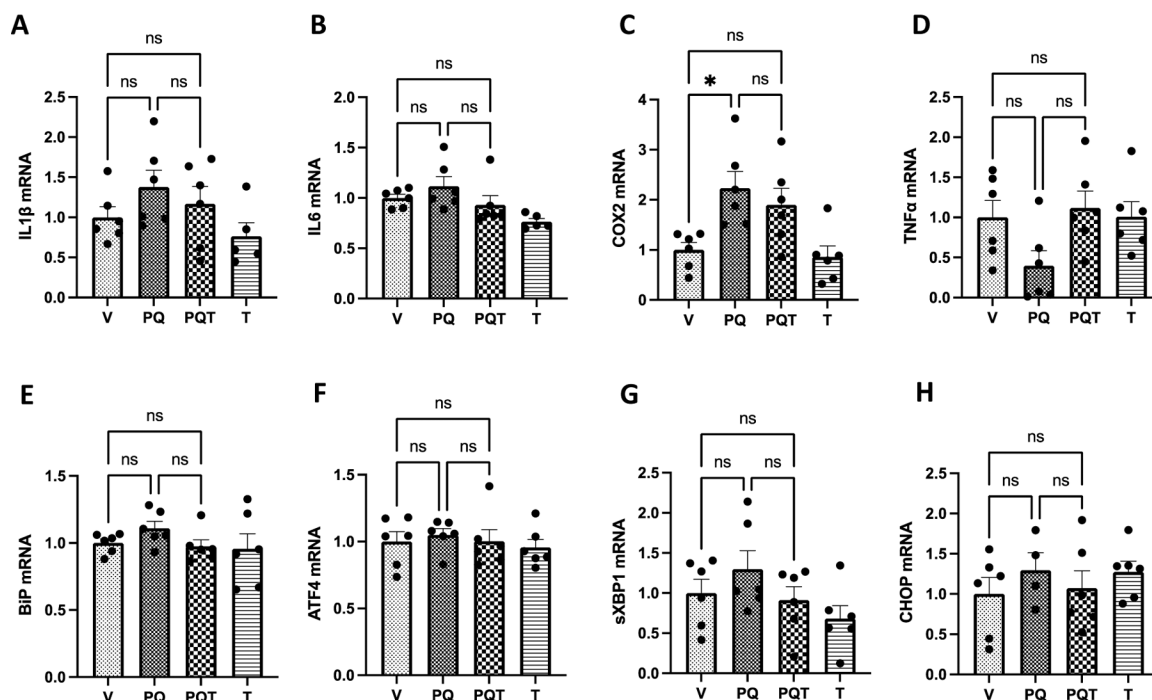 A
ns
ns
ns
2.5
2.0
1.5
1.0
0.5
0.0
IL1β mRNA
V PQ PQT T
B
ns
ns
ns
2.0
1.5
1.0
0.5
0.0
IL6 mRNA
V PQ PQT T
C
ns
*
ns
4
3
2
1
0
COX2 mRNA
V PQ PQT T
D
ns
ns
ns
2.5
2.0
1.5
1.0
0.5
0.0
TNFα mRNA
V PQ PQT T
E
ns
ns
ns
1.5
1.0
0.5
0.0
BiP mRNA
V PQ PQT T
F
ns
ns
ns
1.5
1.0
0.5
0.0
ATF4 mRNA
V PQ PQT T
G
ns
ns
ns
2.5
2.0
1.5
1.0
0.5
0.0
sXBP1 mRNA
V PQ PQT T
H
ns
ns
ns
2.5
2.0
1.5
1.0
0.5
0.0
CHOP mRNA
V PQ PQT T